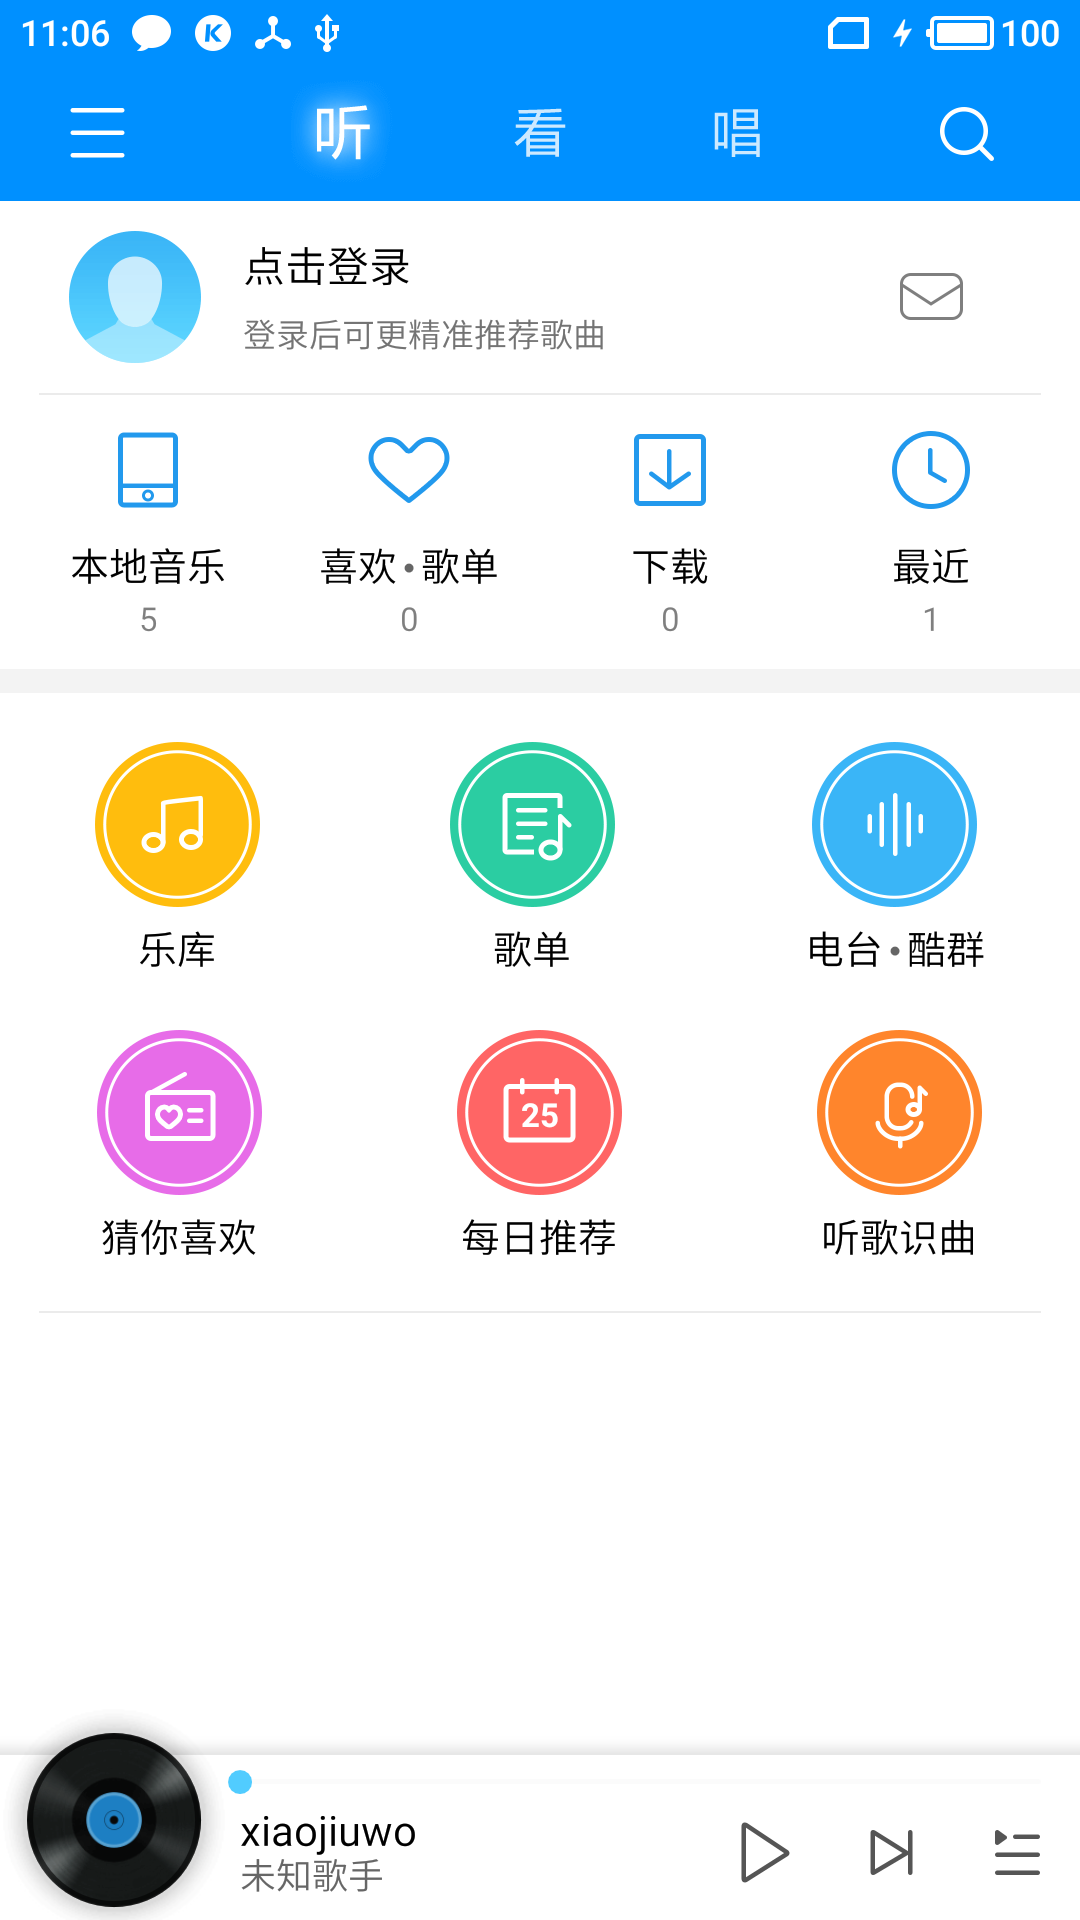 11:06 100
听 看 唱
点击登录
登录后可更精准推荐歌曲
本地音乐 喜欢•歌单 下载 最近
5 0 0 1
乐库 歌单 电台•酷群
25
猜你喜欢 每日推荐 听歌识曲
xiaojiuwo
未知歌手